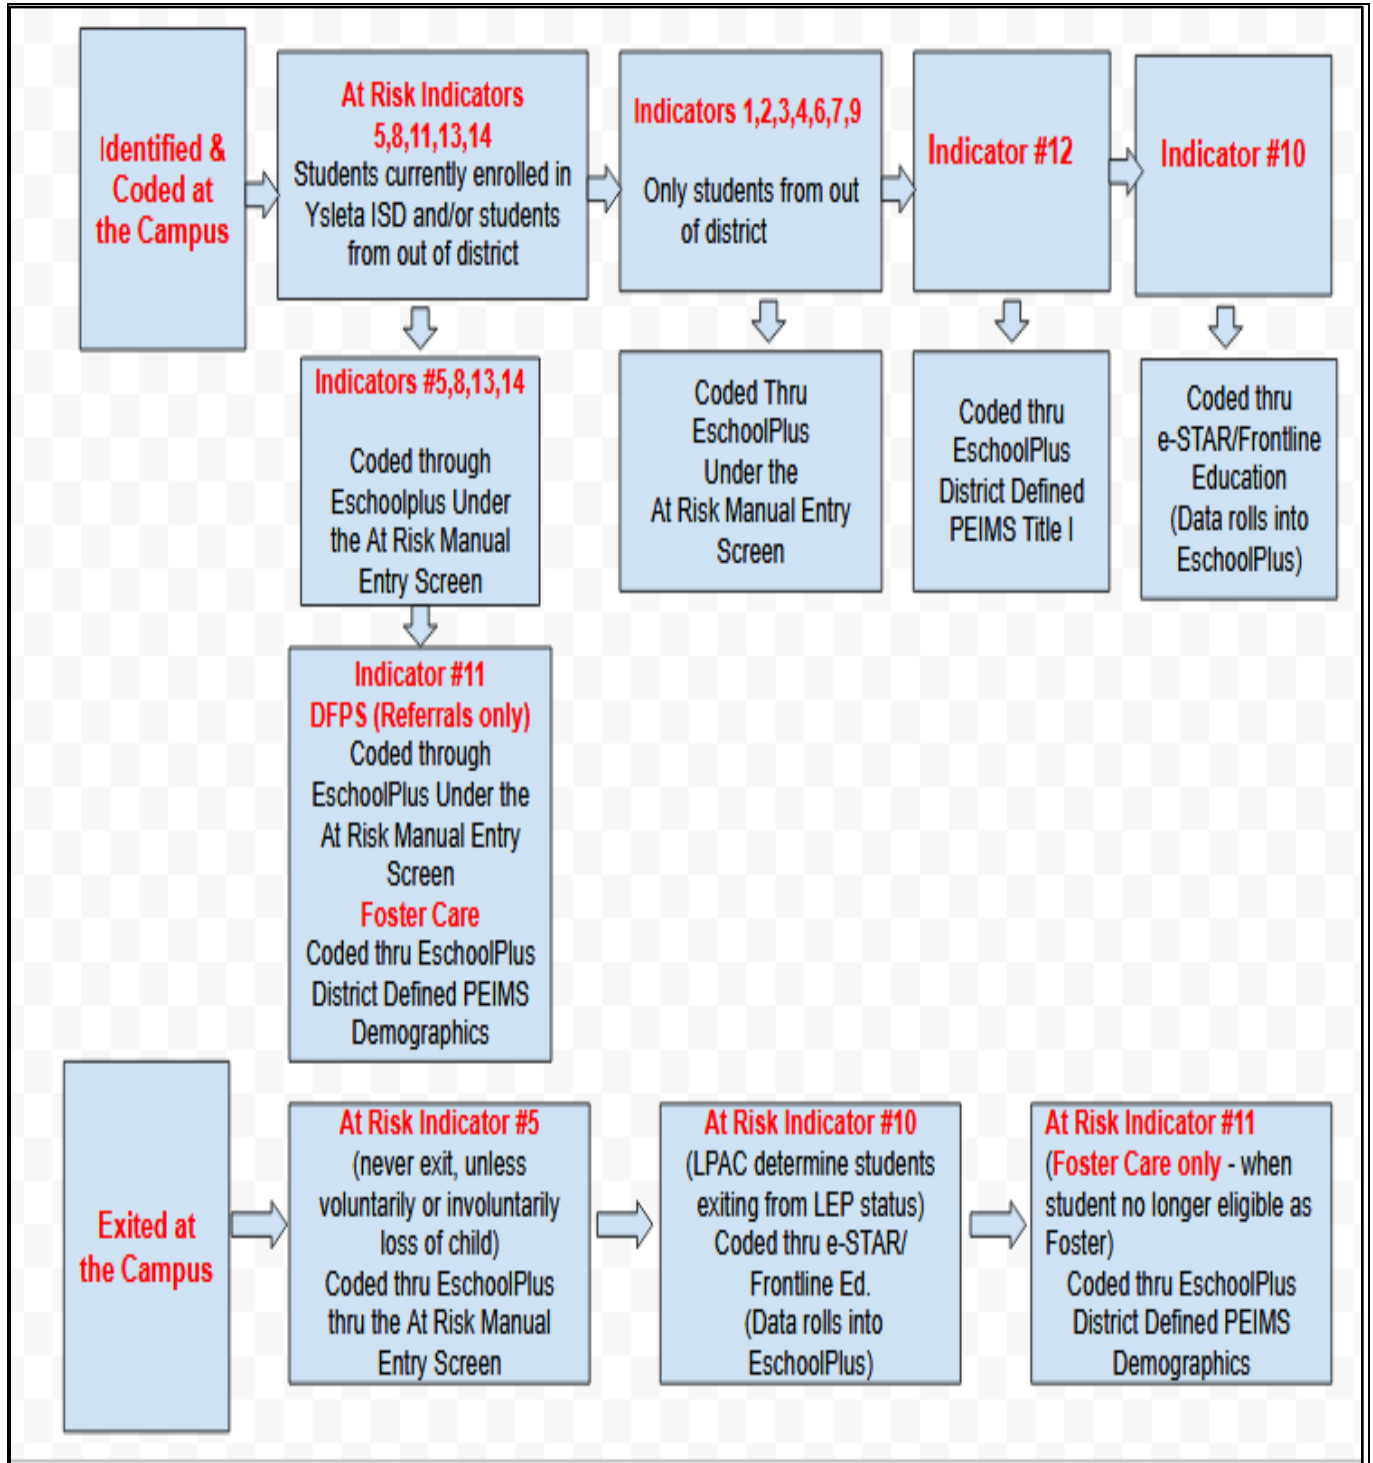 Identified &
Coded at
the Campus
At Risk Indicators
5,8,11,13,14
Students currently enrolled in
Ysleta ISD and/or students
from out of district
Indicators 1,2,3,4,6,7,9
Only students from out
of district
Indicator #12
Indicator #10
Indicators #5,8,13,14
Coded through
Eschoolplus Under
the At Risk Manual
Entry Screen
Coded Thru
EschoolPlus
Under the
At Risk Manual Entry
Screen
Coded thru
EschoolPlus
District Defined
PEIMS Title I
Coded thru
e-STAR/Frontline
Education
(Data rolls into
EschoolPlus)
Indicator #11
DFPS (Referrals only)
Coded through
EschoolPlus Under the
At Risk Manual Entry
Screen
Foster Care
Coded thru EschoolPlus
District Defined PEIMS
Demographics
Exited at
the Campus
At Risk Indicator #5
(never exit, unless
voluntarily or involuntarily
loss of child)
Coded thru EschoolPlus
thru the At Risk Manual
Entry Screen
At Risk Indicator #10
(LPAC determine students
exiting from LEP status)
Coded thru e-STAR/
Frontline Ed.
(Data rolls into
EschoolPlus)
At Risk Indicator #11
(Foster Care only - when
student no longer eligible as
Foster)
Coded thru EschoolPlus
District Defined PEIMS
Demographics